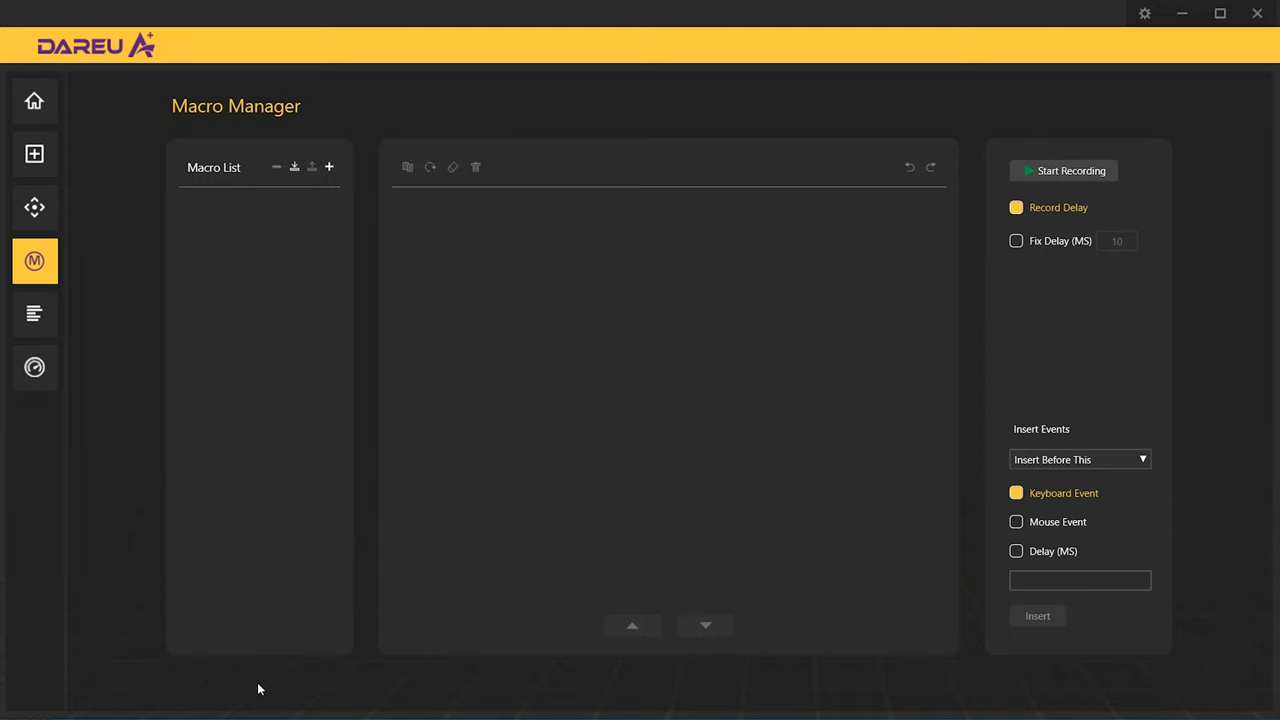 DAREU A+
Macro Manager
Macro List
Start Recording
Record Delay
Fix Delay (MS) 10
Insert Events
Insert Before This
Keyboard Event
Mouse Event
Delay (MS)
Insert
M